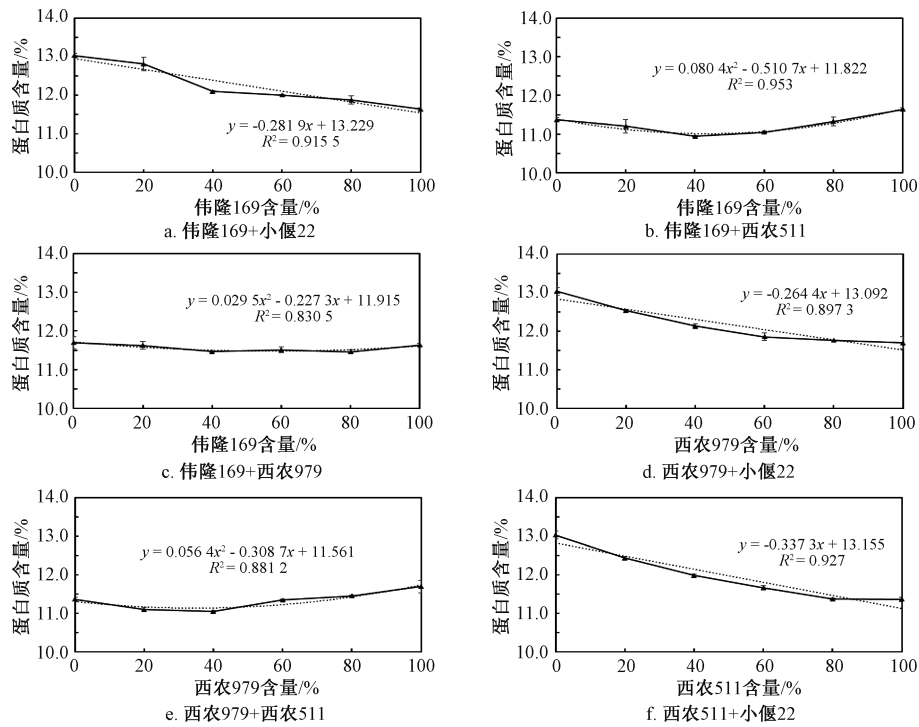 14.0
13.0
12.0
11.0
10.0
蛋白质含量/%
y = -0.281 9x + 13.229
R² = 0.915 5
0 20 40 60 80 100
伟隆169含量/%
a. 伟隆169+小偃22
14.0
13.0
12.0
11.0
10.0
蛋白质含量/%
y = 0.080 4x² - 0.510 7x + 11.822
R² = 0.953
0 20 40 60 80 100
伟隆169含量/%
b. 伟隆169+西农511
14.0
13.0
12.0
11.0
10.0
蛋白质含量/%
y = 0.029 5x² - 0.227 3x + 11.915
R² = 0.830 5
0 20 40 60 80 100
伟隆169含量/%
c. 伟隆169+西农979
14.0
13.0
12.0
11.0
10.0
蛋白质含量/%
y = -0.264 4x + 13.092
R² = 0.897 3
0 20 40 60 80 100
西农979含量/%
d. 西农979+小偃22
14.0
13.0
12.0
11.0
10.0
蛋白质含量/%
y = 0.056 4x² - 0.308 7x + 11.561
R² = 0.881 2
0 20 40 60 80 100
西农979含量/%
e. 西农979+西农511
14.0
13.0
12.0
11.0
10.0
蛋白质含量/%
y = -0.337 3x + 13.155
R² = 0.927
0 20 40 60 80 100
西农511含量/%
f. 西农511+小偃22